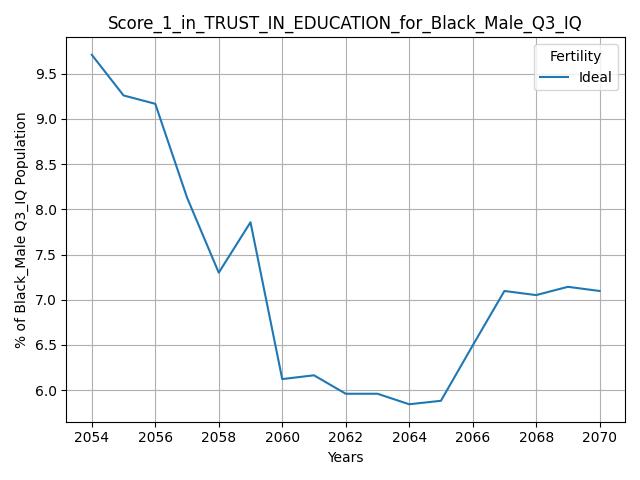 Score_1_in_TRUST_IN_EDUCATION_for_Black_Male_Q3_IQ
Fertility
Ideal
% of Black_Male Q3_IQ Population
9.5
9.0
8.5
8.0
7.5
7.0
6.5
6.0
2054 2056 2058 2060 2062 2064 2066 2068 2070
Years